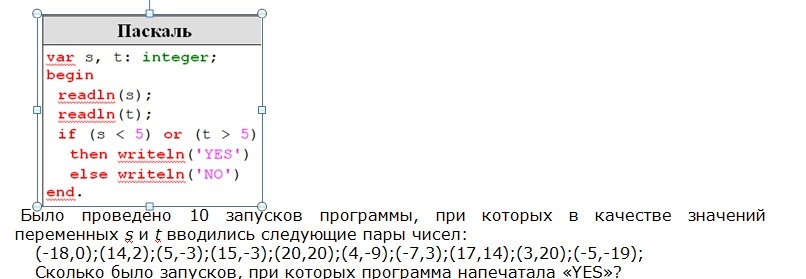 Паскаль
var s, t: integer;
begin
readln(s);
readln(t);
if (s < 5) or (t > 5)
then writeln('YES')
else writeln('NO')
end.
Было проведено 10 запусков программы, при которых в качестве значений
переменных s и t вводились следующие пары чисел:
(-18,0);(14,2);(5,-3);(15,-3);(20,20);(4,-9);(-7,3);(17,14);(3,20);(-5,-19);
Сколько было запусков, при которых программа напечатала «YES»?